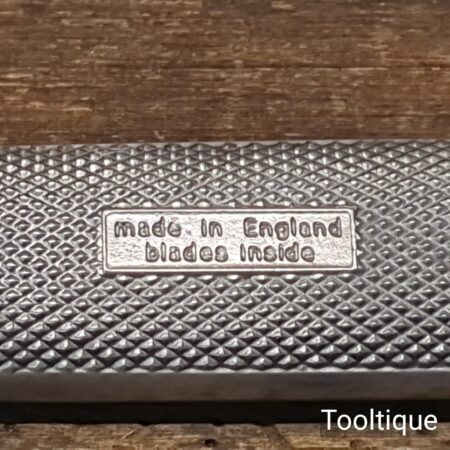 made in England
blades inside
Tooltique